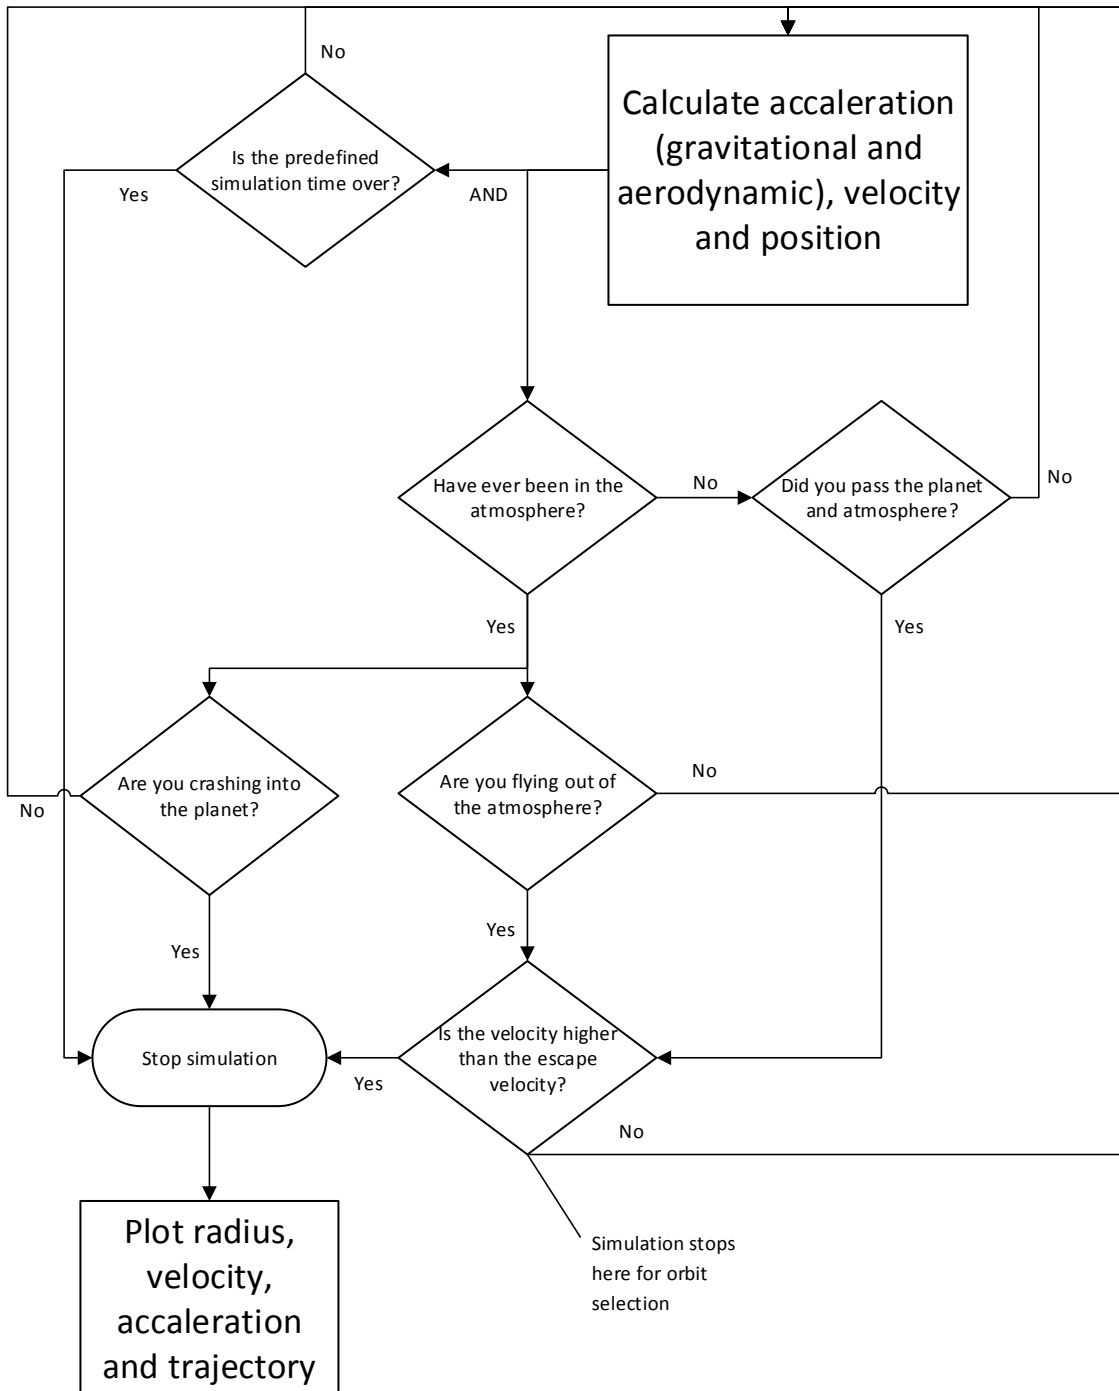 No
Calculate accaleration
(gravitational and
aerodynamic), velocity
and position
Is the predefined
simulation time over?
Yes
AND
Have ever been in the
atmosphere?
No
Did you pass the planet
and atmosphere?
No
Yes
Yes
Are you crashing into
the planet?
No
Are you flying out of
the atmosphere?
No
Yes
Yes
Stop simulation
Is the velocity higher
than the escape
velocity?
Yes
No
Simulation stops
here for orbit
selection
Plot radius,
velocity,
accaleration
and trajectory